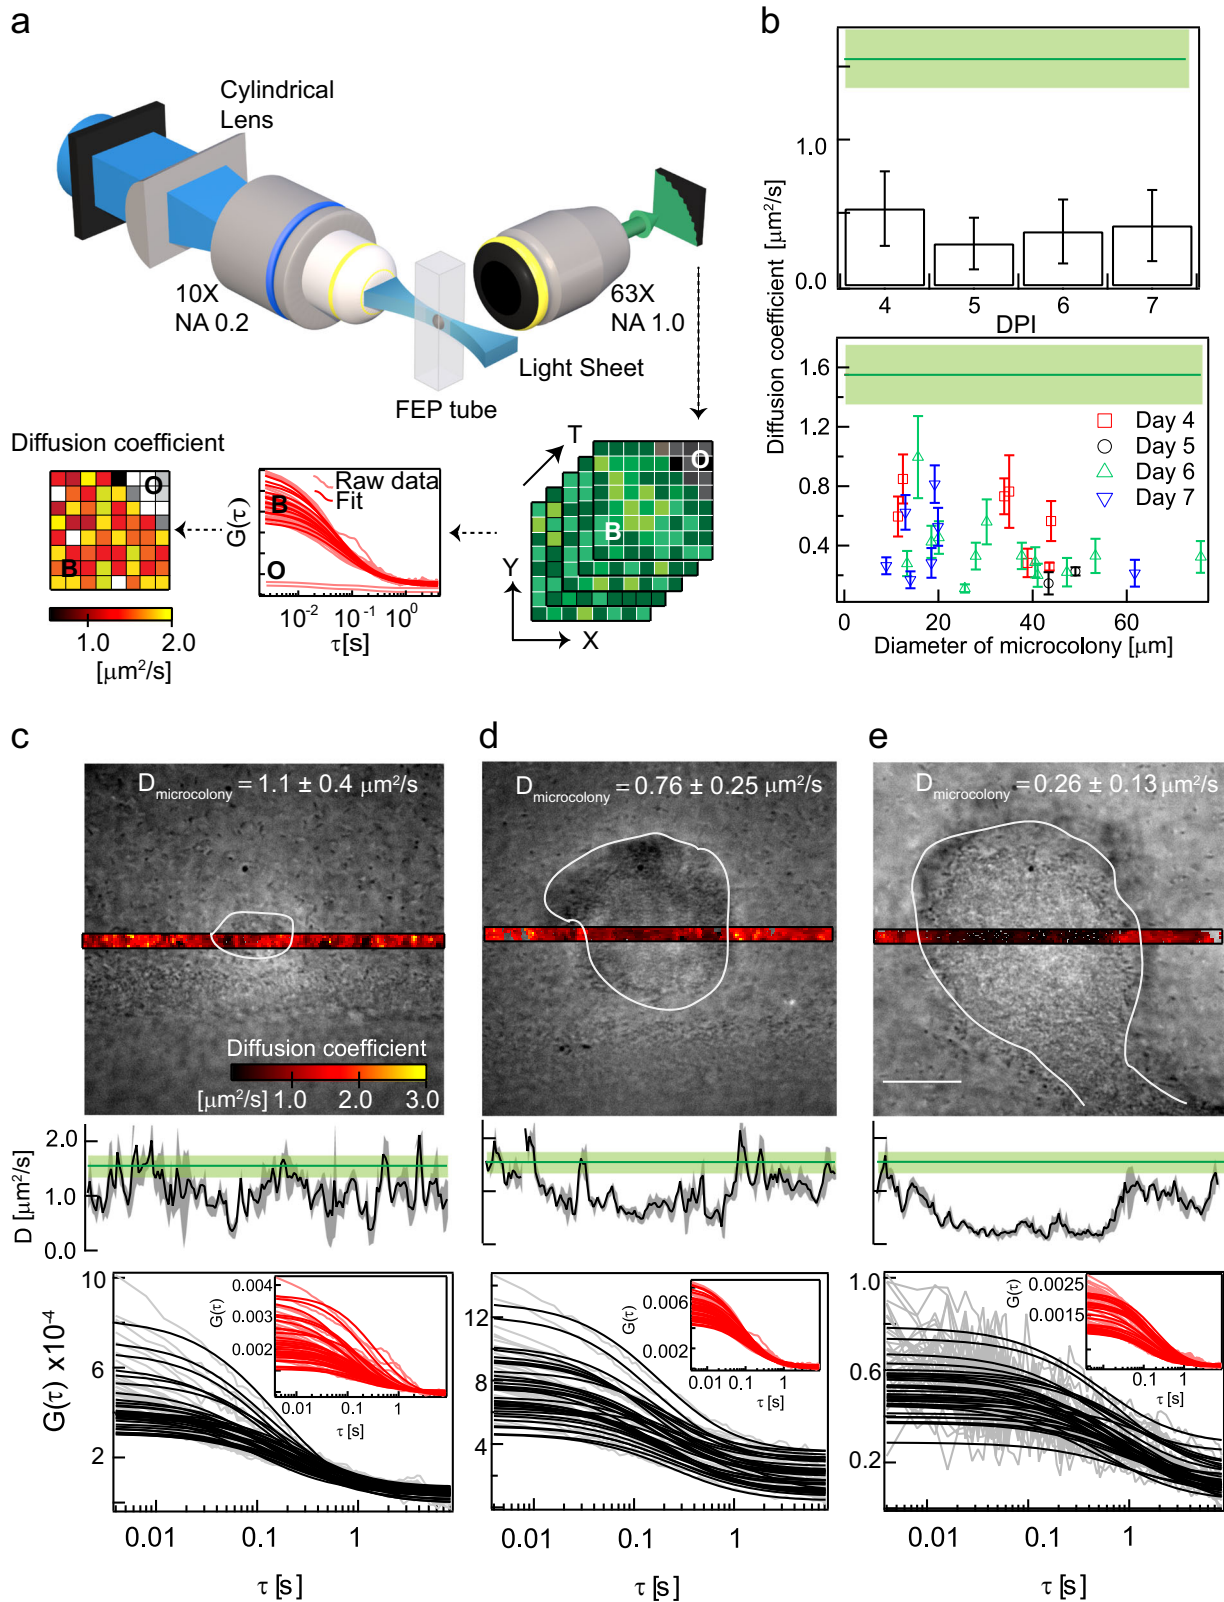 a
b
Cylindrical
Lens
10X
NA 0.2
63X
NA 1.0
Light Sheet
FEP tube
Diffusion coefficient
O
B
1.0
2.0
[μm²/s]
G(τ)
B
O
Raw data
Fit
10⁻²
10⁻¹
10⁰
τ[s]
T
O
B
Y
X
Diffusion coefficient [μm²/s]
1.0
0.0
4
5
6
7
DPI
1.6
1.2
0.8
0.4
Day 4
Day 5
Day 6
Day 7
0
20
40
60
Diameter of microcolony [μm]
c
d
e
D microcolony = 1.1 ± 0.4 μm²/s
D microcolony = 0.76 ± 0.25 μm²/s
D microcolony = 0.26 ± 0.13 μm²/s
Diffusion coefficient
[μm²/s] 1.0 2.0 3.0
D [μm²/s]
2.0
1.0
0.0
G(τ) x10⁻⁴
10
6
2
0.01
0.1
1
τ [s]
G(τ)
0.004
0.003
0.002
0.01
0.1
1
τ [s]
12
8
4
0.01
0.1
1
τ [s]
G(τ)
0.006
0.002
0.01
0.1
1
τ [s]
1.0
0.6
0.2
0.01
0.1
1
τ [s]
G(τ)
0.0025
0.0015
0.01
0.1
1
τ [s]